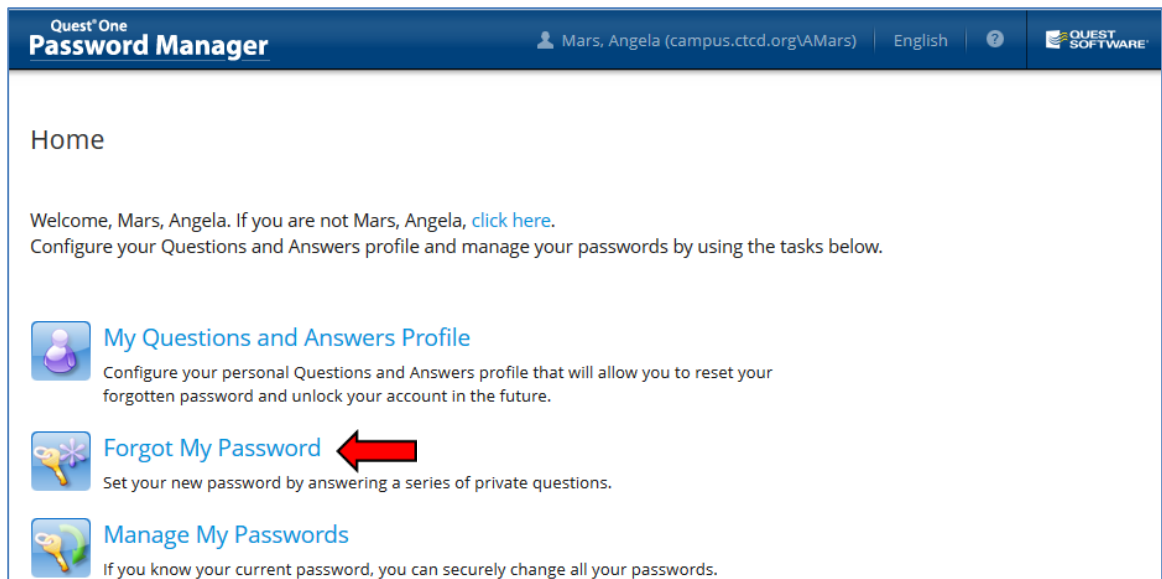 Quest® One
Password Manager
Mars, Angela (campus.ctcd.org\AMars)
English
?
QUEST SOFTWARE®
Home
Welcome, Mars, Angela. If you are not Mars, Angela, click here.
Configure your Questions and Answers profile and manage your passwords by using the tasks below.
My Questions and Answers Profile
Configure your personal Questions and Answers profile that will allow you to reset your
forgotten password and unlock your account in the future.
Forgot My Password
Set your new password by answering a series of private questions.
Manage My Passwords
If you know your current password, you can securely change all your passwords.